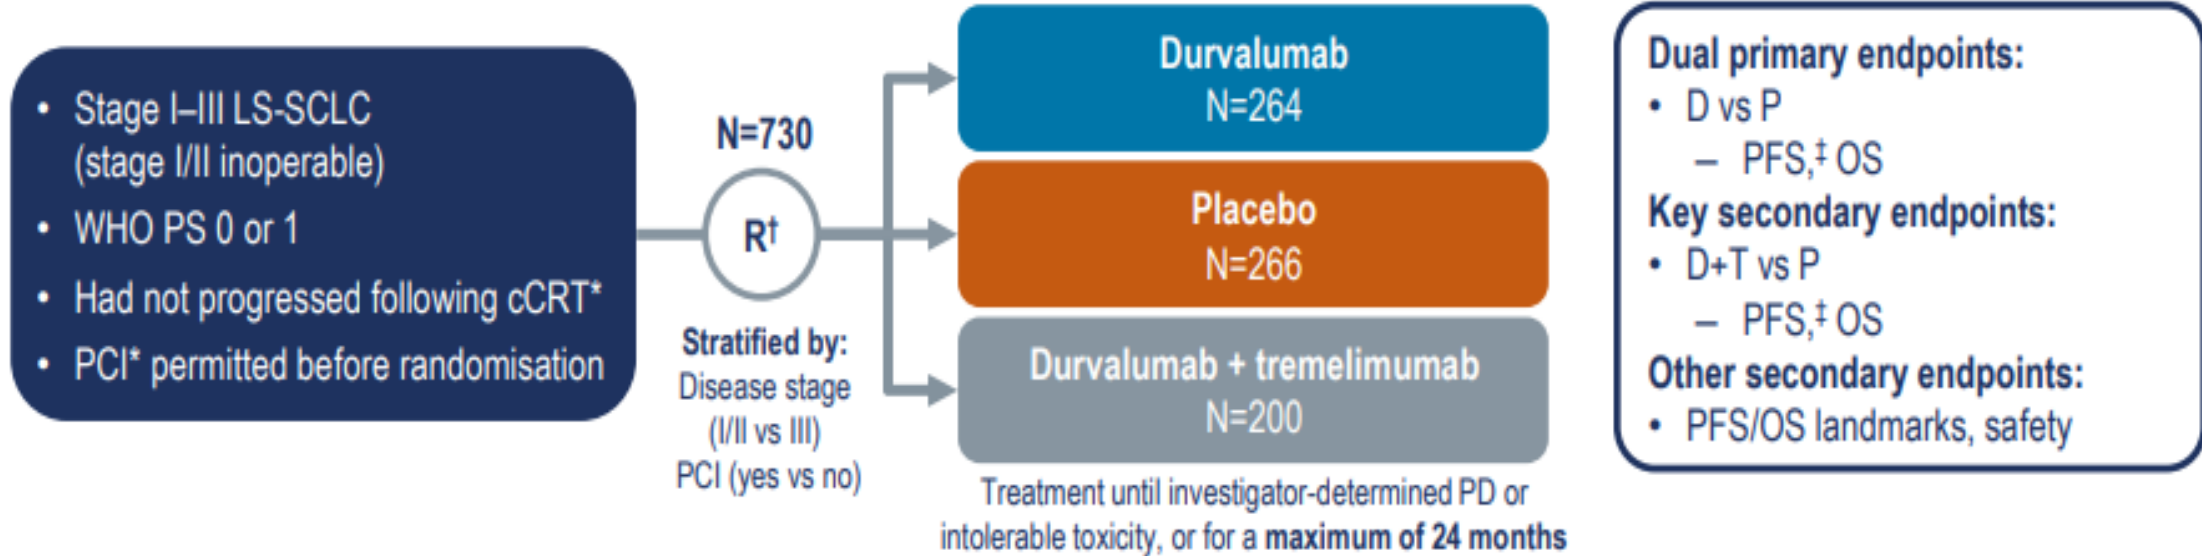 • Stage I–III LS-SCLC
(stage I/II inoperable)
• WHO PS 0 or 1
• Had not progressed following cCRT*
• PCI* permitted before randomisation
N=730
R†
Stratified by:
Disease stage
(I/II vs III)
PCI (yes vs no)
Durvalumab
N=264
Placebo
N=266
Durvalumab + tremelimumab
N=200
Treatment until investigator-determined PD or
intolerable toxicity, or for a maximum of 24 months
Dual primary endpoints:
• D vs P
– PFS,‡ OS
Key secondary endpoints:
• D+T vs P
– PFS,‡ OS
Other secondary endpoints:
• PFS/OS landmarks, safety